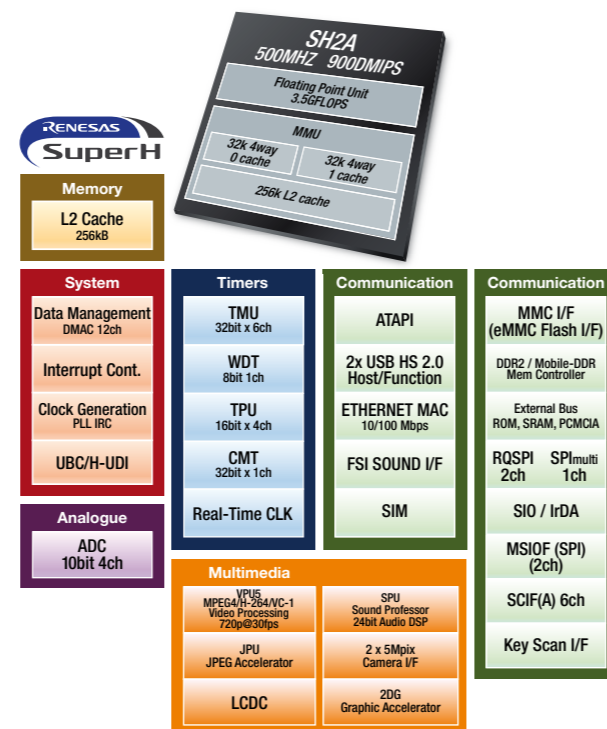 SH2A
500MHZ 900DMIPS
Floating Point Unit
3.5GFLOPS
MMU
32k 4way
0 cache
32k 4way
1 cache
256k L2 cache
RENESAS
SuperH
Memory
L2 Cache
256kB
System
Data Management
DMAC 12ch
Interrupt Cont.
Clock Generation
PLL IRC
UBC/H-UDI
Analogue
ADC
10bit 4ch
Timers
TMU
32bit x 6ch
WDT
8bit 1ch
TPU
16bit x 4ch
CMT
32bit x 1ch
Real-Time CLK
Communication
ATAPI
2x USB HS 2.0
Host/Function
ETHERNET MAC
10/100 Mbps
FSI SOUND I/F
SIM
Communication
MMC I/F
(eMMC Flash I/F)
DDR2 / Mobile-DDR
Mem Controller
External Bus
ROM, SRAM, PCMCIA
RQSPI SPImulti
2ch 1ch
SIO / IrDA
MSIOF (SPI)
(2ch)
SCIF(A) 6ch
Key Scan I/F
Multimedia
VPU5
MPEG4/H-264/VC-1
Video Processing
720p@30fps
SPU
Sound Professor
24bit Audio DSP
JPU
JPEG Accelerator
2 x 5Mpix
Camera I/F
LCDC
2DG
Graphic Accelerator